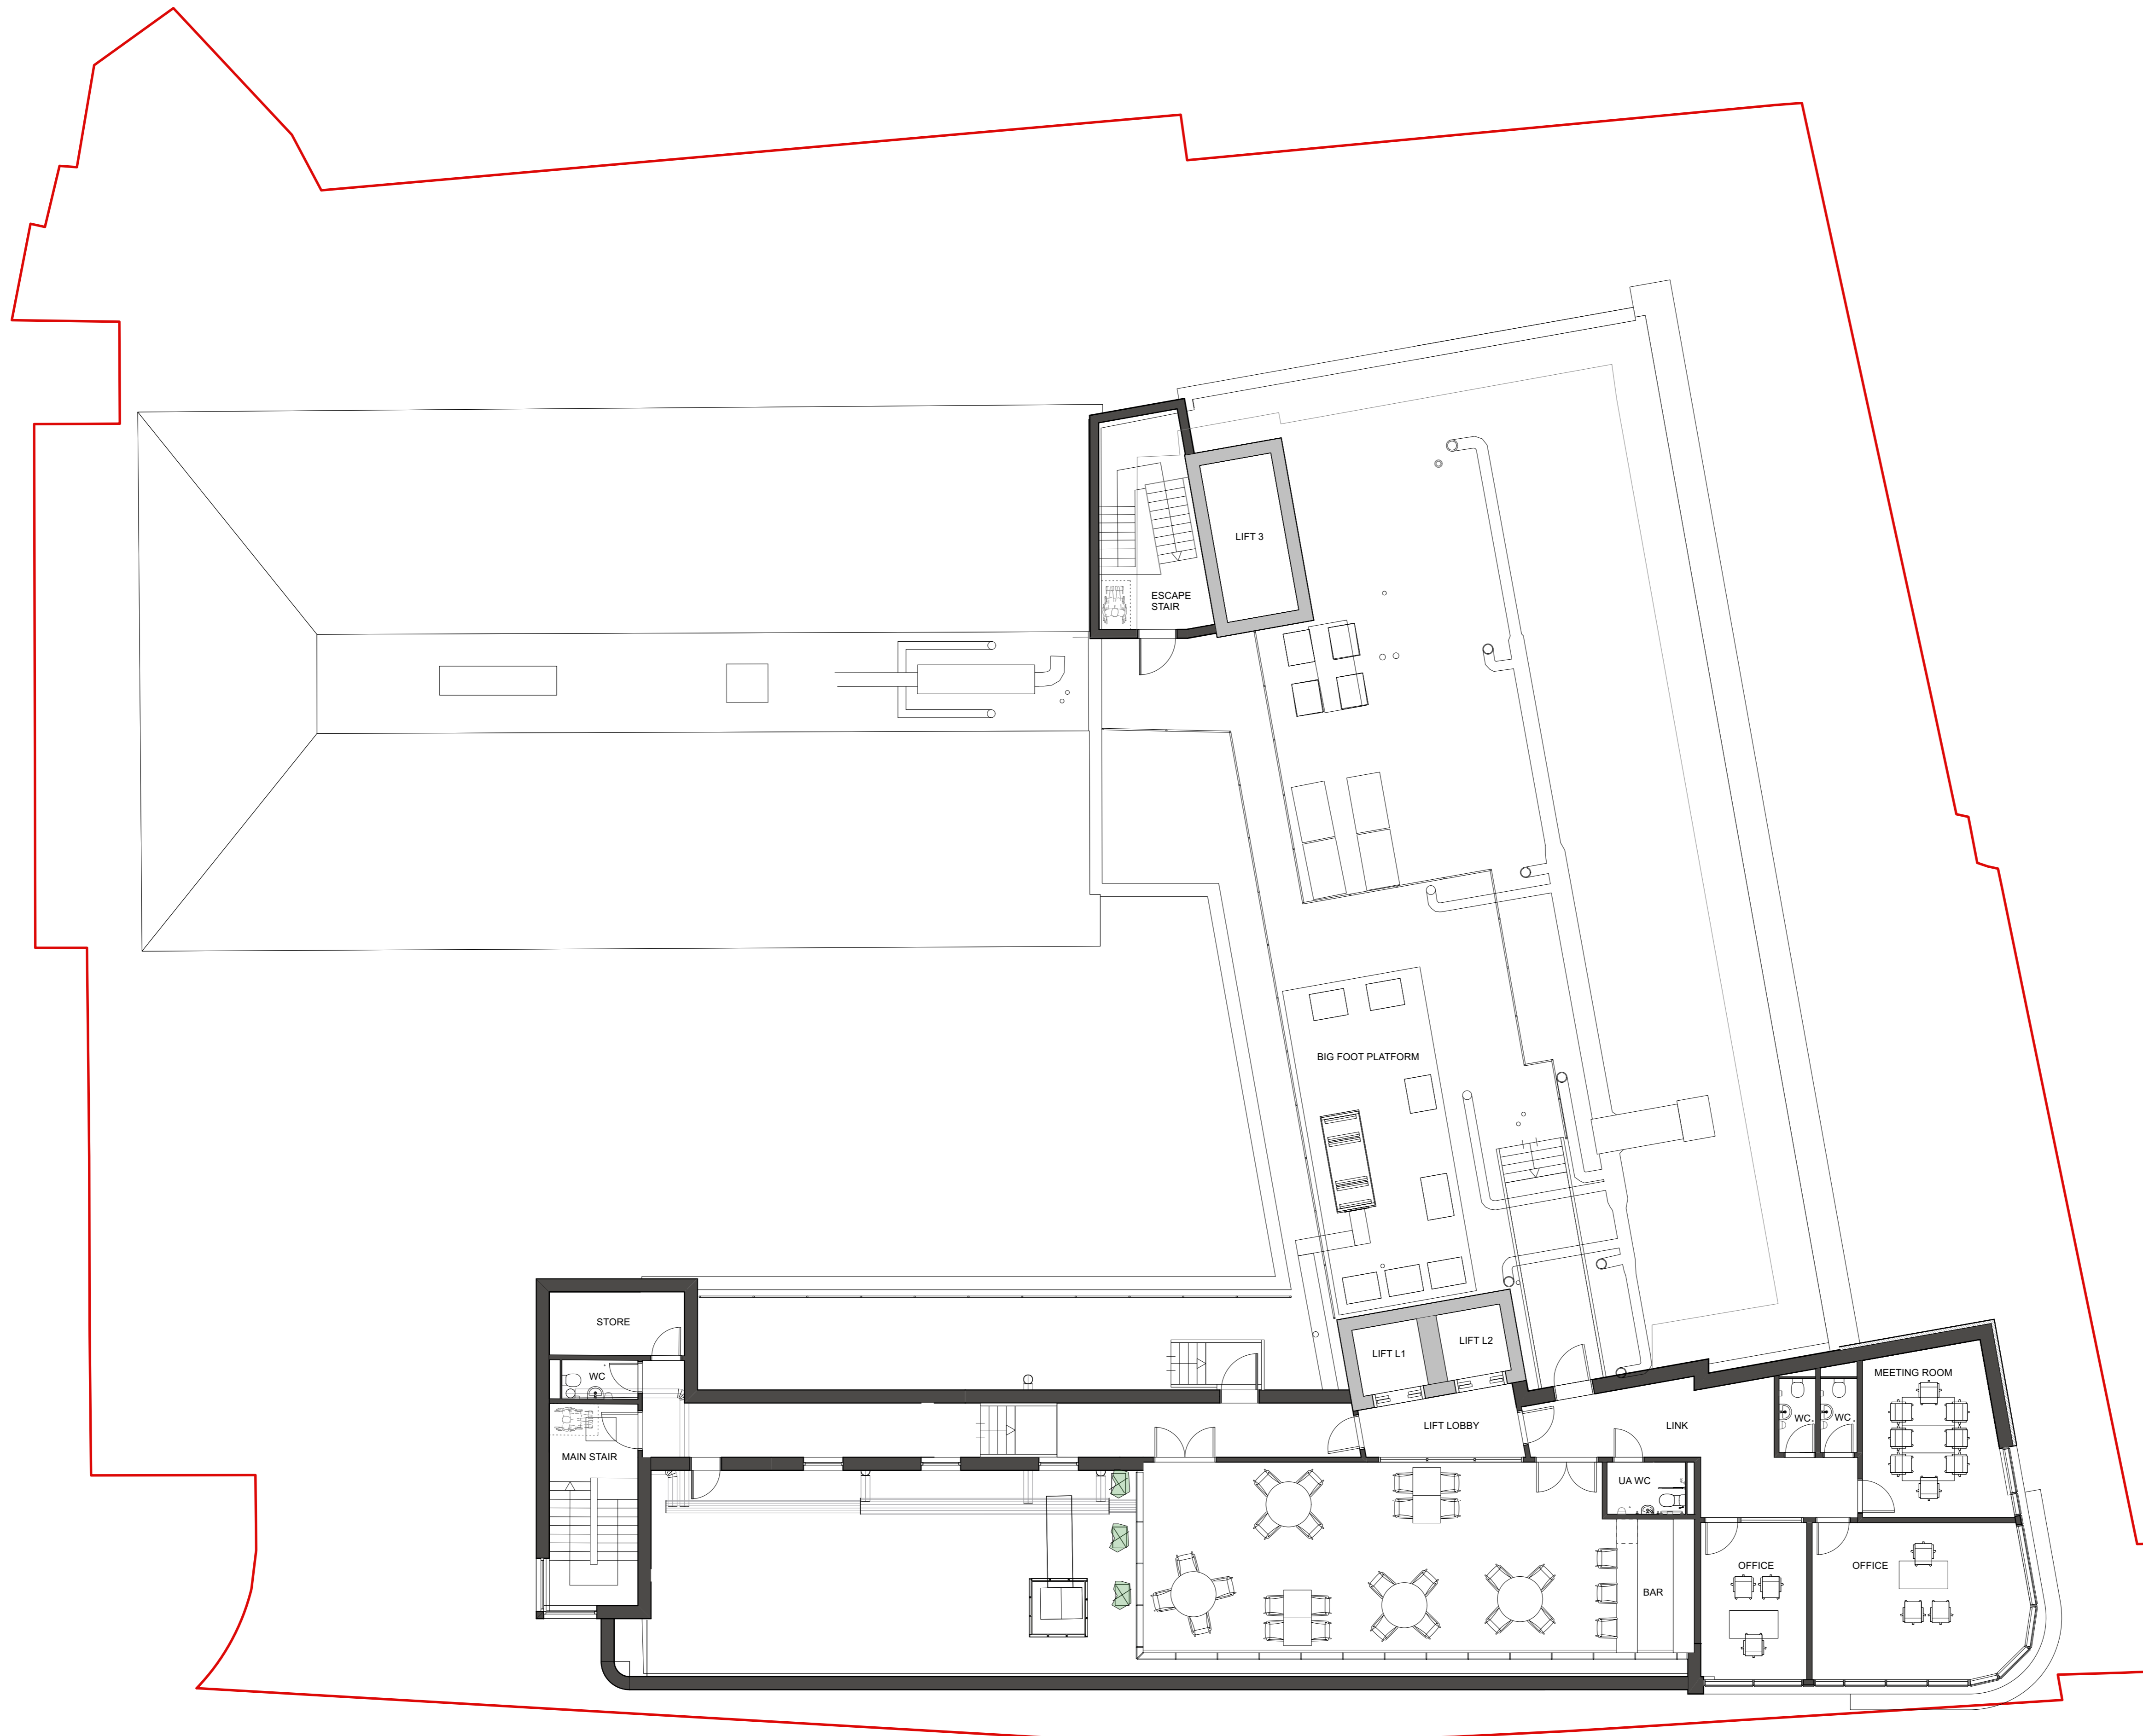 LIFT 3
ESCAPE
STAIR
BIG FOOT PLATFORM
STORE
LIFT L2
LIFT L1
WC
MEETING ROOM
WC
WC
LIFT LOBBY
LINK
MAIN STAIR
UA WC
OFFICE
OFFICE
BAR